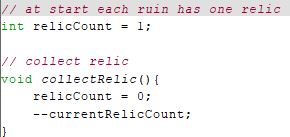 // at start each ruin has one relic
int relicCount = 1;

// collect relic
void collectRelic(){
    relicCount = 0;
    --currentRelicCount;
}